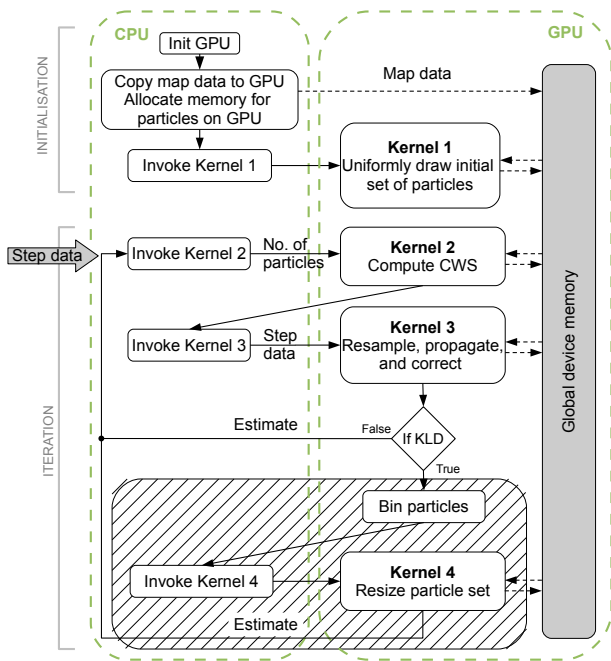 CPU
GPU
INITIALISATION
Init GPU
Copy map data to GPU
Allocate memory for
particles on GPU
Map data
Invoke Kernel 1
Kernel 1
Uniformly draw initial
set of particles
Global device memory
ITERATION
Step data
Invoke Kernel 2
No. of
particles
Kernel 2
Compute CWS
Invoke Kernel 3
Step
data
Kernel 3
Resample, propagate,
and correct
Estimate
False
If KLD
True
Bin particles
Invoke Kernel 4
Kernel 4
Resize particle set
Estimate